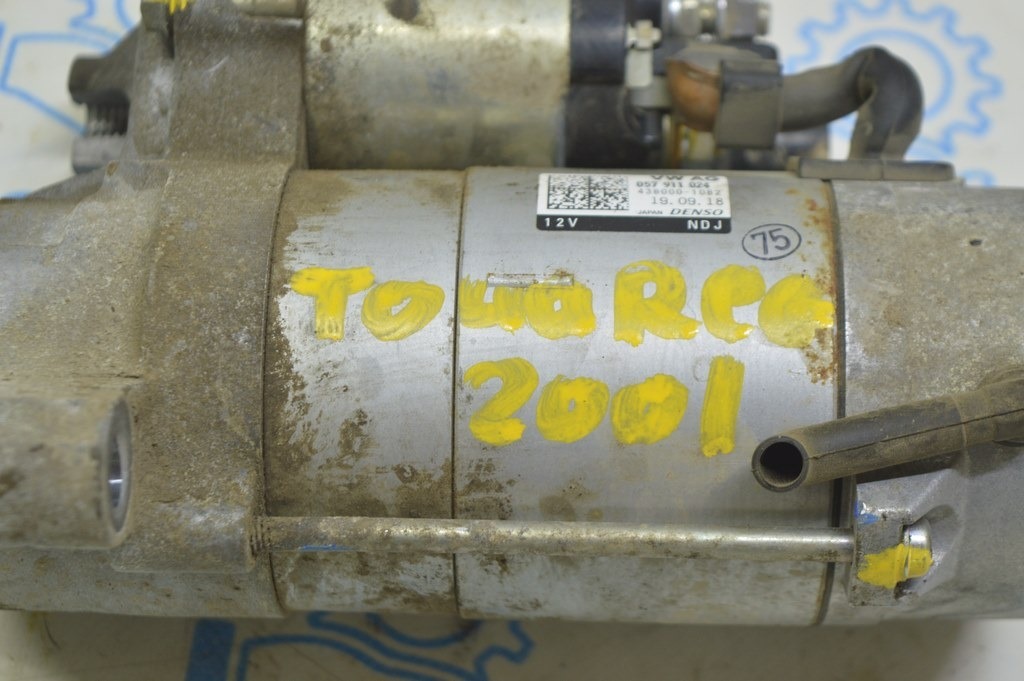 VW AG
057 911 024
438000-1082
19.09.18
JAPAN DENSO
12V NDJ
75
TouaReg
2001